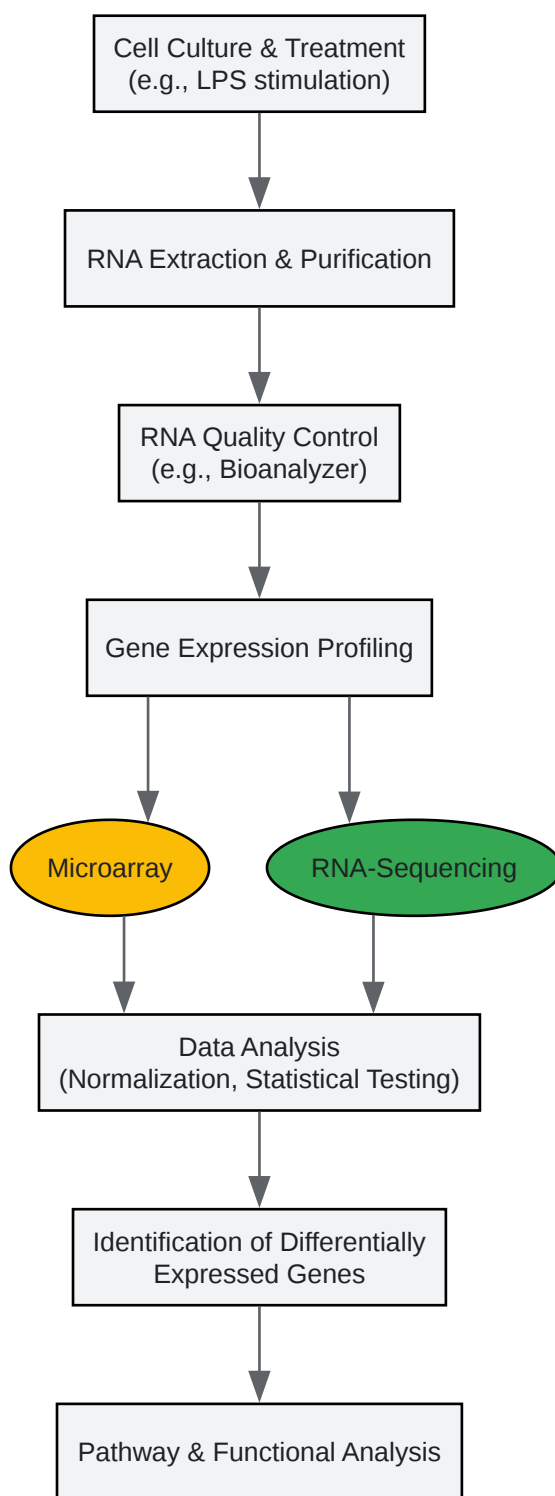 Cell Culture & Treatment
(e.g., LPS stimulation)
RNA Extraction & Purification
RNA Quality Control
(e.g., Bioanalyzer)
Gene Expression Profiling
Microarray
RNA-Sequencing
Data Analysis
(Normalization, Statistical Testing)
Identification of Differentially
Expressed Genes
Pathway & Functional Analysis